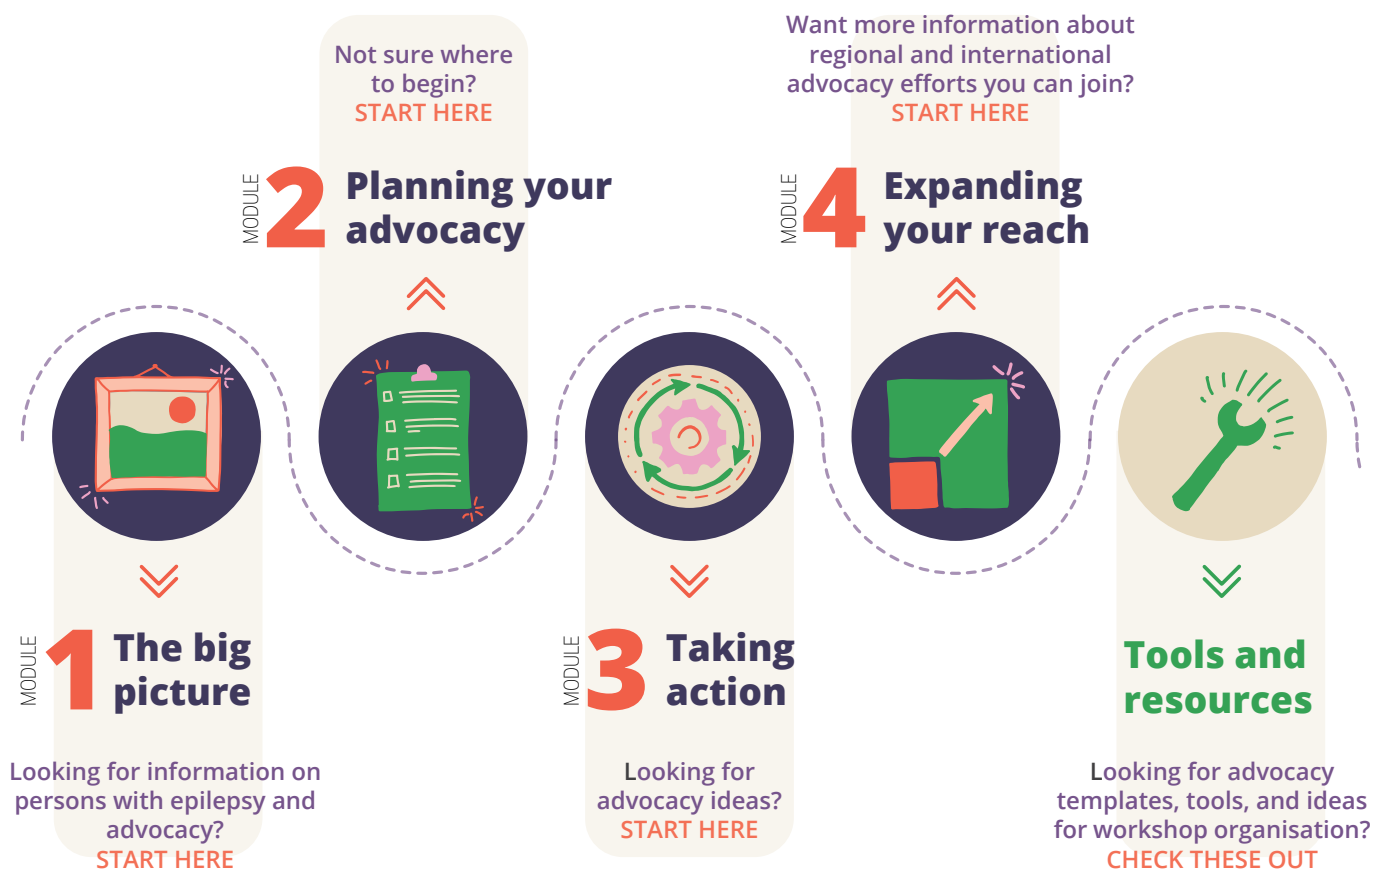 MODULE
1
The big
picture
Looking for information on
persons with epilepsy and
advocacy?
START HERE
Not sure where
to begin?
START HERE
MODULE
2
Planning your
advocacy
MODULE
3
Taking
action
Looking for
advocacy ideas?
START HERE
Want more information about
regional and international
advocacy efforts you can join?
START HERE
MODULE
4
Expanding
your reach
Tools and
resources
Looking for advocacy
templates, tools, and ideas
for workshop organisation?
CHECK THESE OUT